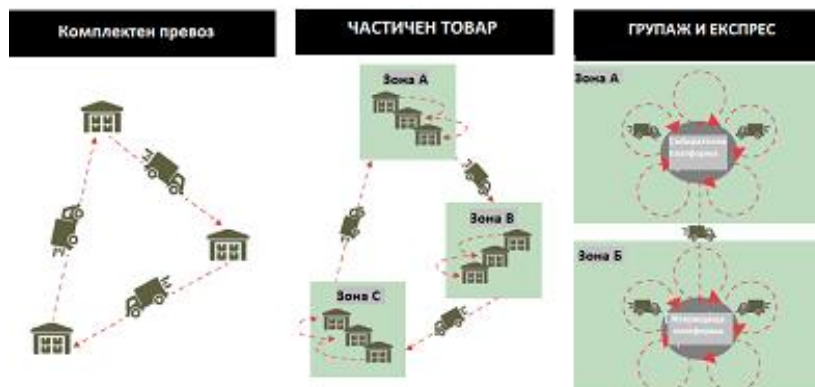 Комплектен превоз
ЧАСТИЧЕН ТОВАР
ГРУПАЖ И ЕКСПРЕС
Зона А
Зона В
Зона С
Зона А
Зона Б